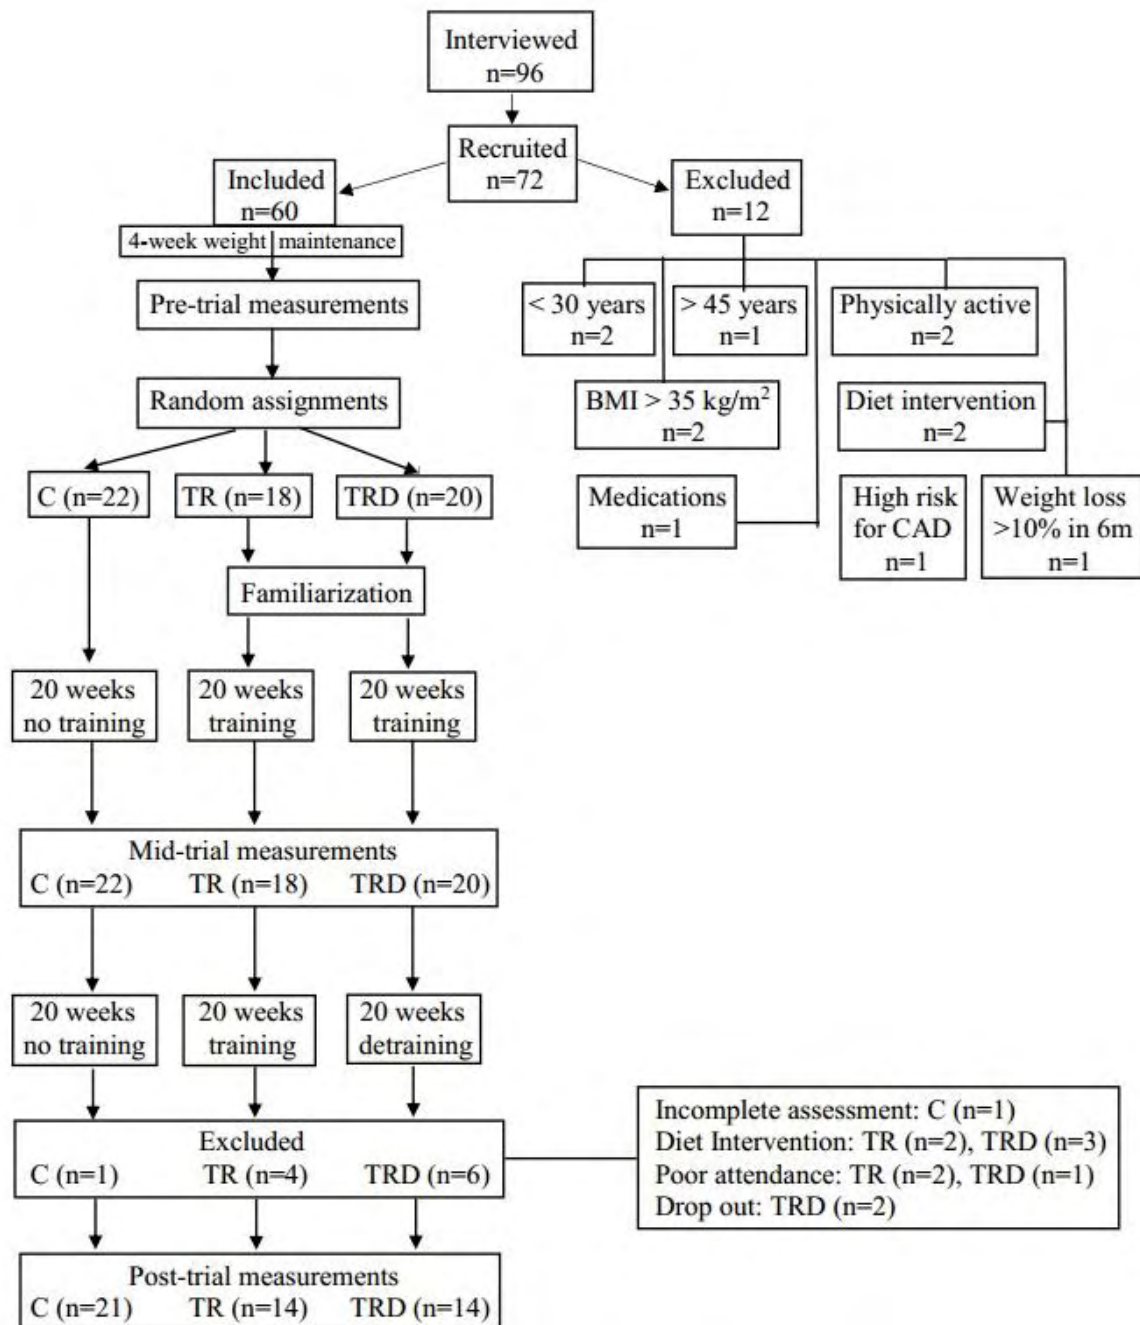 Interviewed
n=96
Recruited
n=72
Included
n=60
Excluded
n=12
4-week weight maintenance
Pre-trial measurements
Random assignments
< 30 years
n=2
> 45 years
n=1
Physically active
n=2
BMI > 35 kg/m²
n=2
Diet intervention
n=2
Medications
n=1
High risk
for CAD
n=1
Weight loss
>10% in 6m
n=1
C (n=22)
TR (n=18)
TRD (n=20)
Familiarization
20 weeks
no training
20 weeks
training
20 weeks
training
Mid-trial measurements
C (n=22) TR (n=18) TRD (n=20)
20 weeks
no training
20 weeks
training
20 weeks
detraining
Excluded
C (n=1) TR (n=4) TRD (n=6)
Incomplete assessment: C (n=1)
Diet Intervention: TR (n=2), TRD (n=3)
Poor attendance: TR (n=2), TRD (n=1)
Drop out: TRD (n=2)
Post-trial measurements
C (n=21) TR (n=14) TRD (n=14)